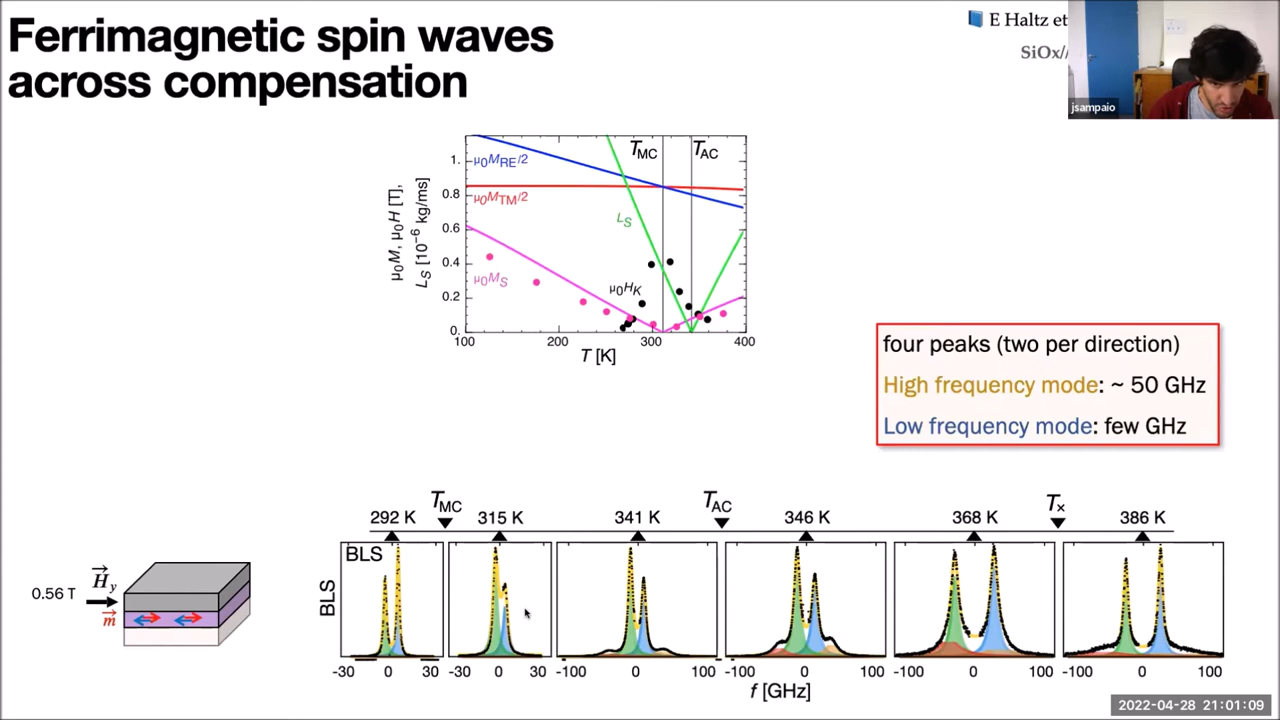 Ferrimagnetic spin waves
across compensation
E Haltz et
SiOx//
jsampaio
T_MC T_AC
μ0M_RE/2
μ0M_TM/2
L_S
μ0M_S
μ0H_K
μ0M, μ0H [T],
L_S [10⁻⁶ kg/ms]
1.
0.8
0.6
0.4
0.2
0.
100 200 300 400
T [K]
four peaks (two per direction)
High frequency mode: ~ 50 GHz
Low frequency mode: few GHz
T_MC T_AC T_×
292 K 315 K 341 K 346 K 368 K 386 K
BLS
BLS
0.56 T
H_y
m
-30 0 30 -30 0 30 -100 0 100 -100 0 100 -100 0 100 -100 0 100
f [GHz]
2022-04-28 21:01:09